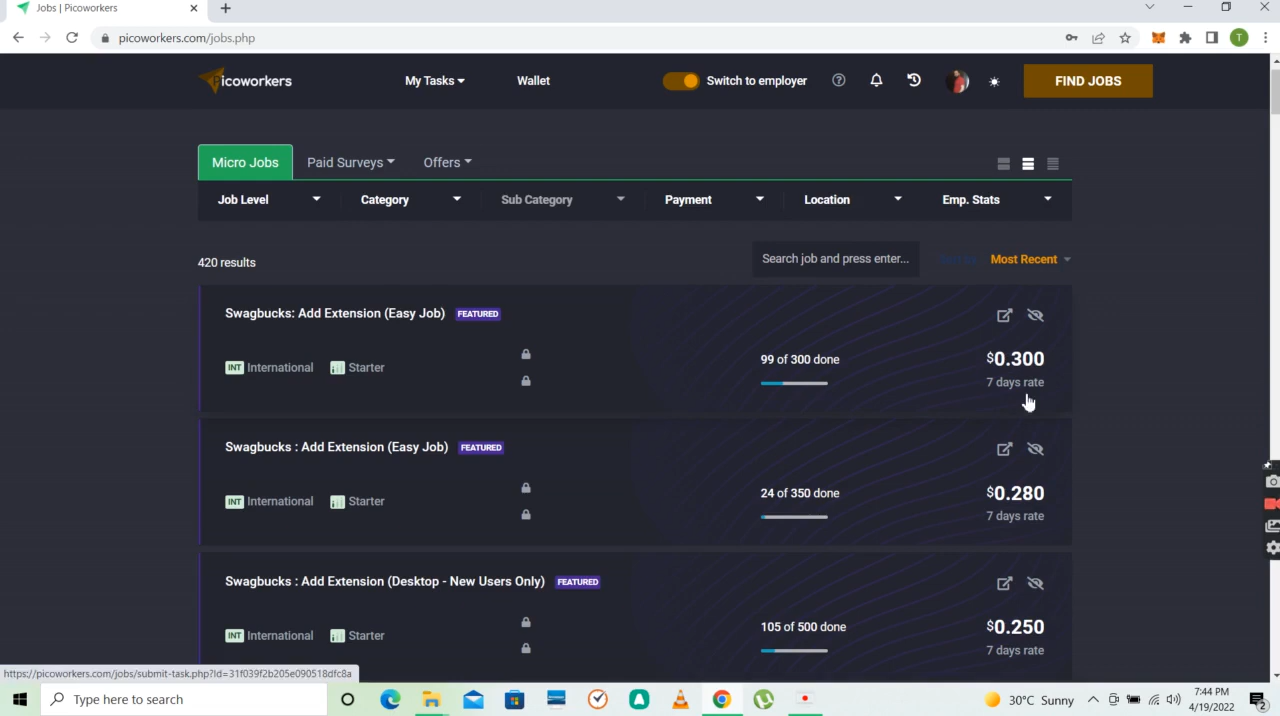 Jobs | Picoworkers
picoworkers.com/jobs.php
T
Picoworkers
My Tasks
Wallet
Switch to employer
FIND JOBS
Micro Jobs
Paid Surveys
Offers
Job Level
Category
Sub Category
Payment
Location
Emp. Stats
420 results
Search job and press enter...
Sort by
Most Recent
Swagbucks: Add Extension (Easy Job) FEATURED
INT International
Starter
99 of 300 done
$0.300
7 days rate
Swagbucks : Add Extension (Easy Job) FEATURED
INT International
Starter
24 of 350 done
$0.280
7 days rate
Swagbucks : Add Extension (Desktop - New Users Only) FEATURED
INT International
Starter
105 of 500 done
$0.250
7 days rate
https://picoworkers.com/jobs/submit-task.php?Id=31f039f2b205e090518dfc8a
Type here to search
30°C Sunny
7:44 PM
4/19/2022
2